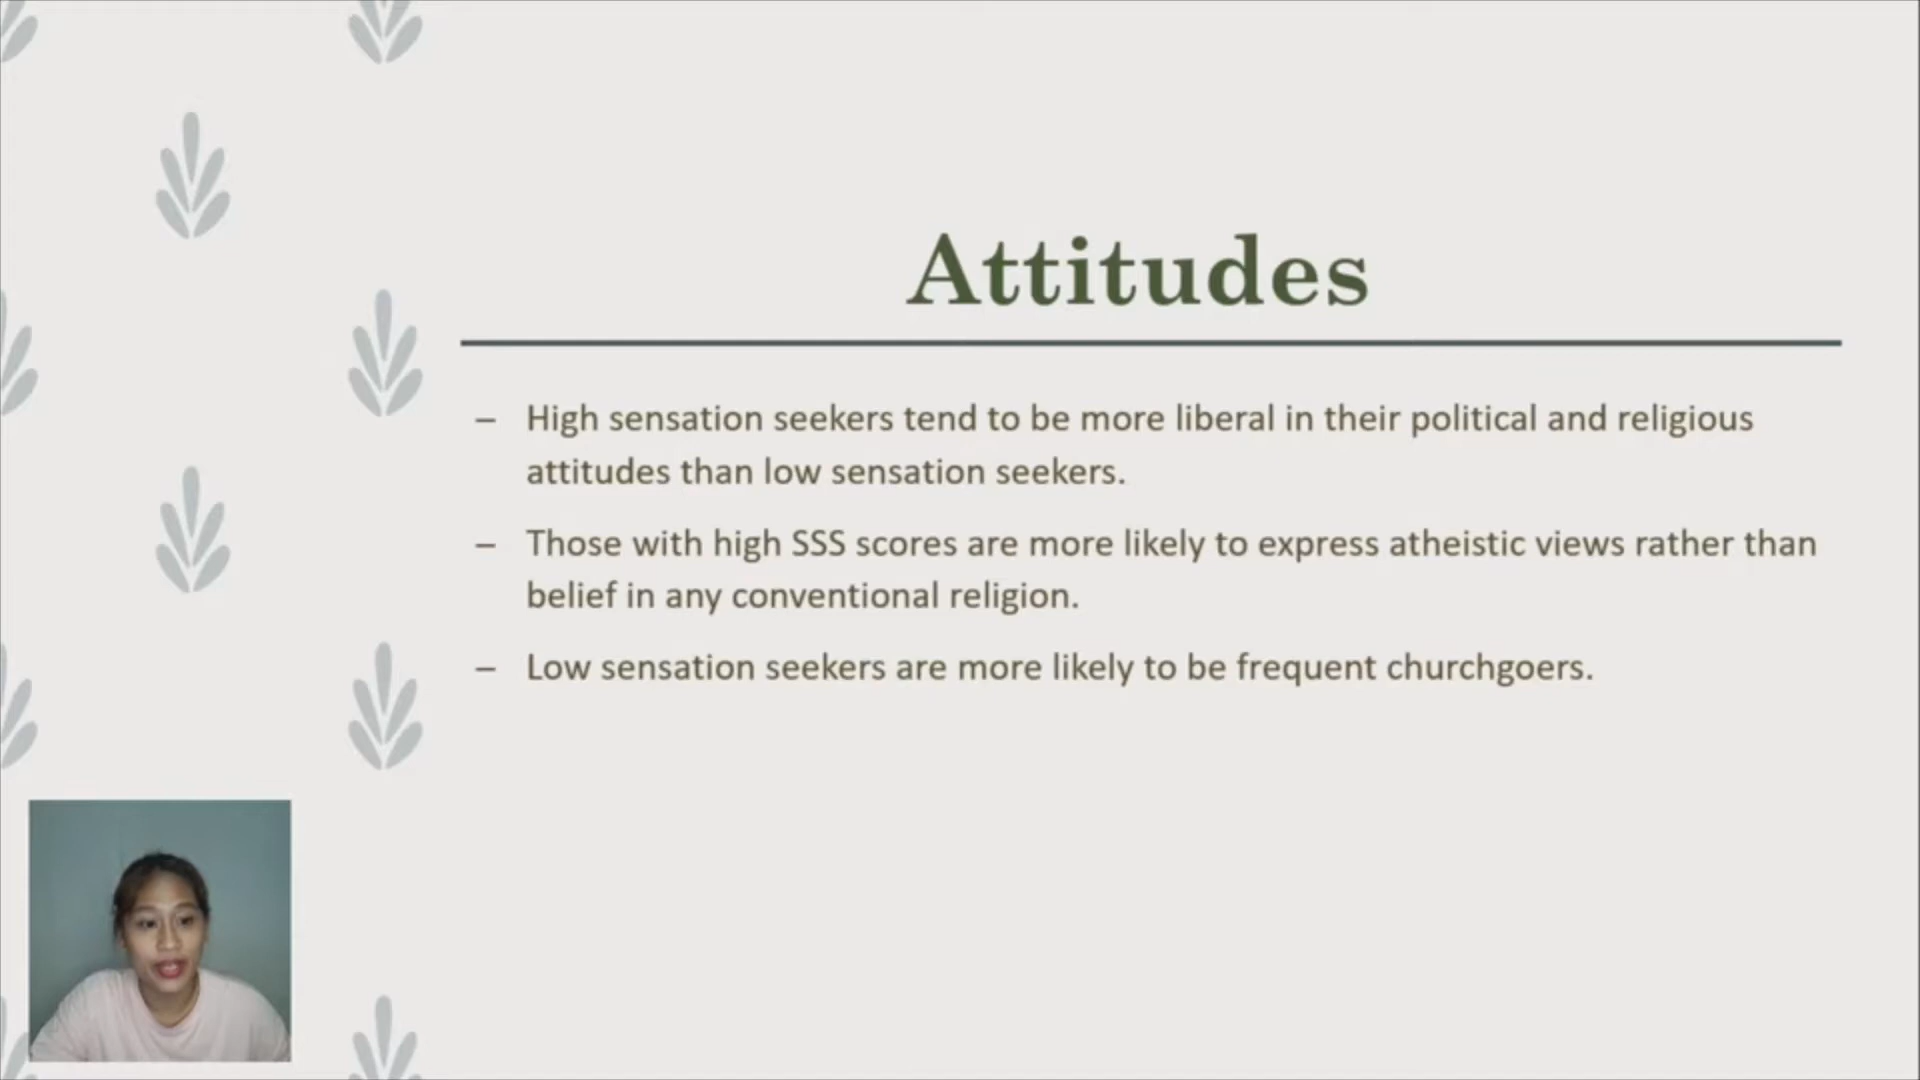 Attitudes
– High sensation seekers tend to be more liberal in their political and religious
attitudes than low sensation seekers.
– Those with high SSS scores are more likely to express atheistic views rather than
belief in any conventional religion.
– Low sensation seekers are more likely to be frequent churchgoers.